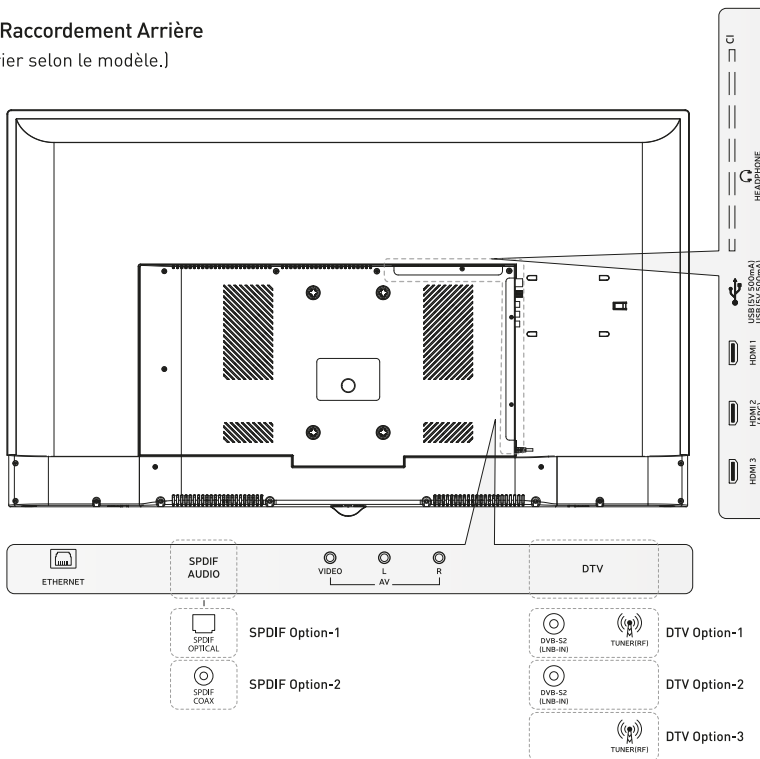 Raccordement Arrière
ier selon le modèle.)
CI
HEADPHONE
USB(5V 500mA)
USB(5V 500mA)
HDMI 1
HDMI 2
(ARC)
HDMI 3
ETHERNET
SPDIF
AUDIO
VIDEO
L
R
AV
DTV
SPDIF
OPTICAL
SPDIF Option-1
SPDIF
COAX
SPDIF Option-2
DVB-S2
(LNB-IN)
TUNER(RF)
DTV Option-1
DVB-S2
(LNB-IN)
DTV Option-2
TUNER(RF)
DTV Option-3